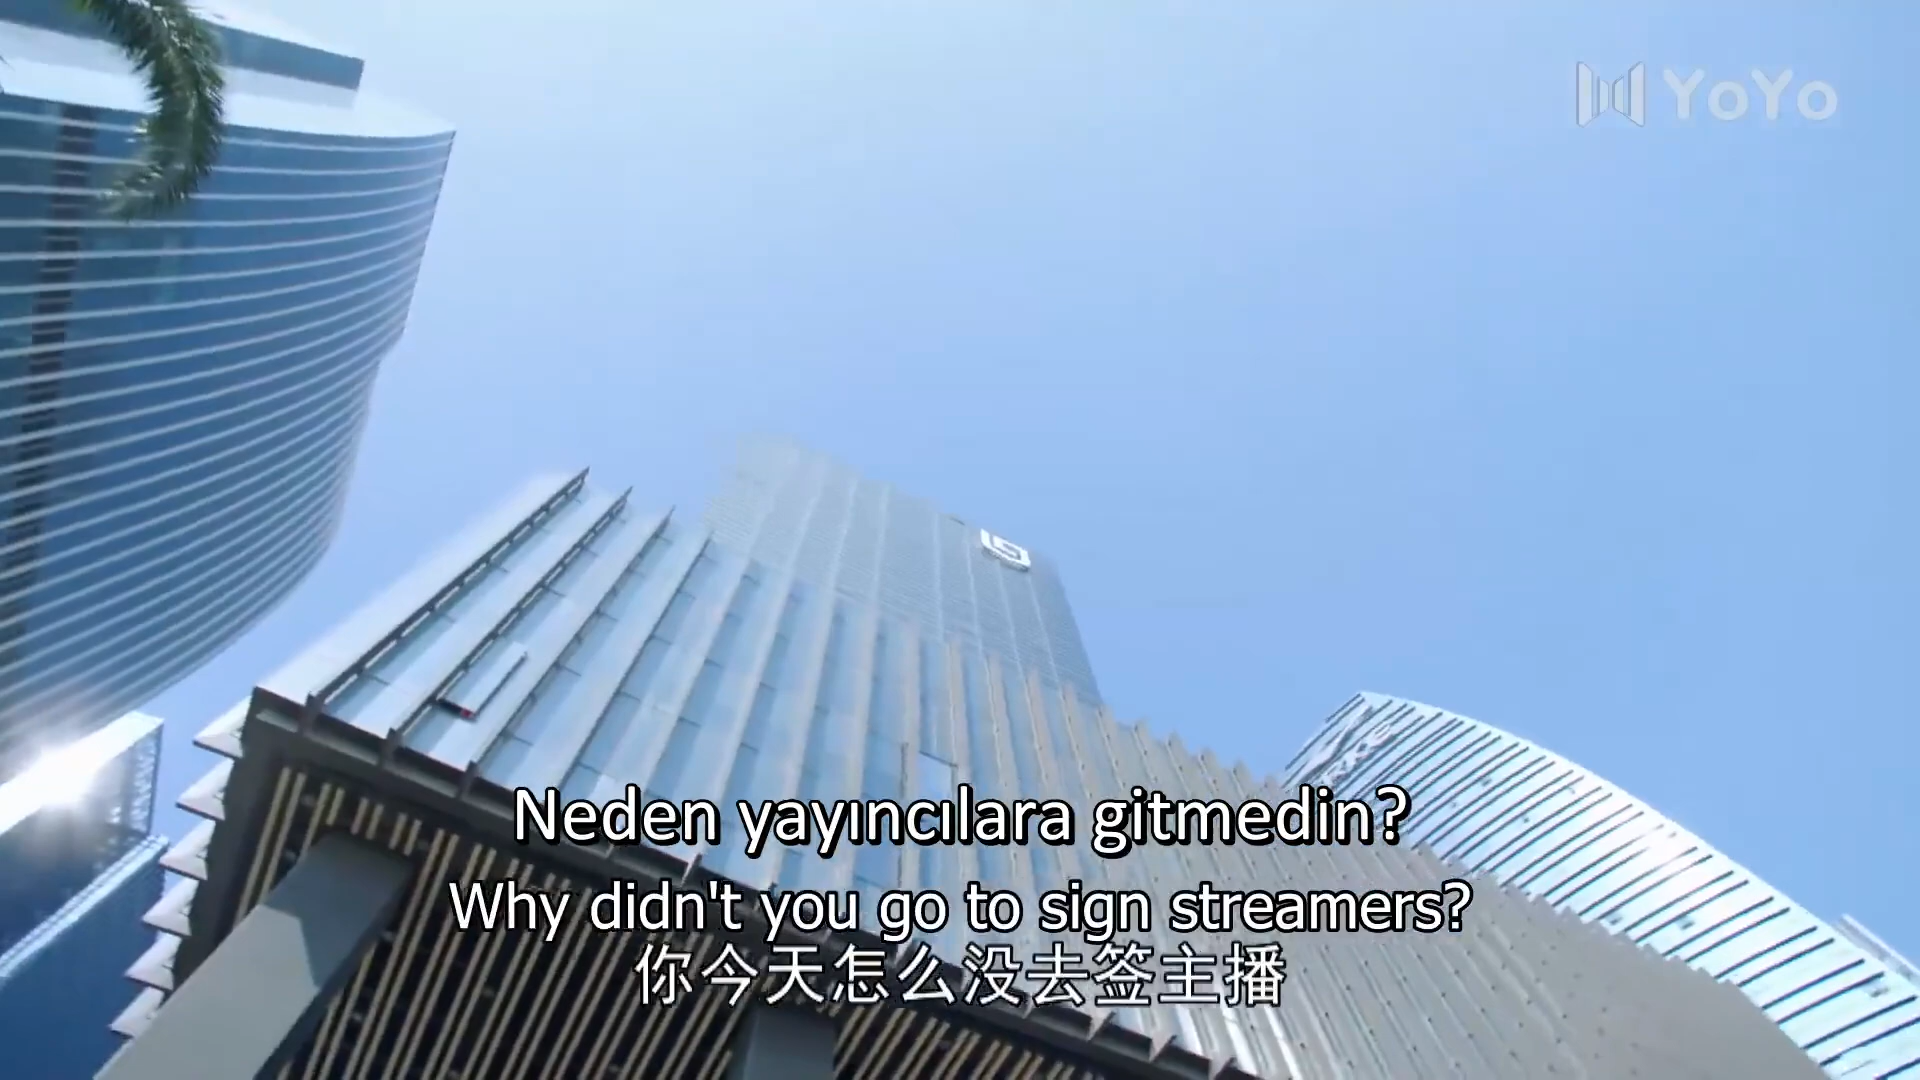 YoYo
Neden yayıncılara gitmedin?
Why didn't you go to sign streamers?
你今天怎么没去签主播